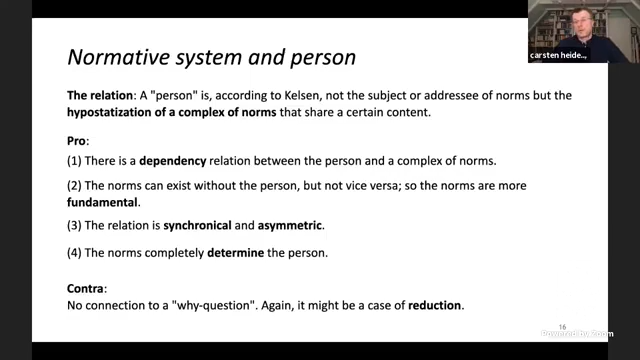 carsten heide..,
Normative system and person
The relation: A "person" is, according to Kelsen, not the subject or addressee of norms but the
hypostatization of a complex of norms that share a certain content.
Pro:
(1) There is a dependency relation between the person and a complex of norms.
(2) The norms can exist without the person, but not vice versa; so the norms are more
fundamental.
(3) The relation is synchronical and asymmetric.
(4) The norms completely determine the person.
Contra:
No connection to a "why-question". Again, it might be a case of reduction.
16
Powered by Zoom